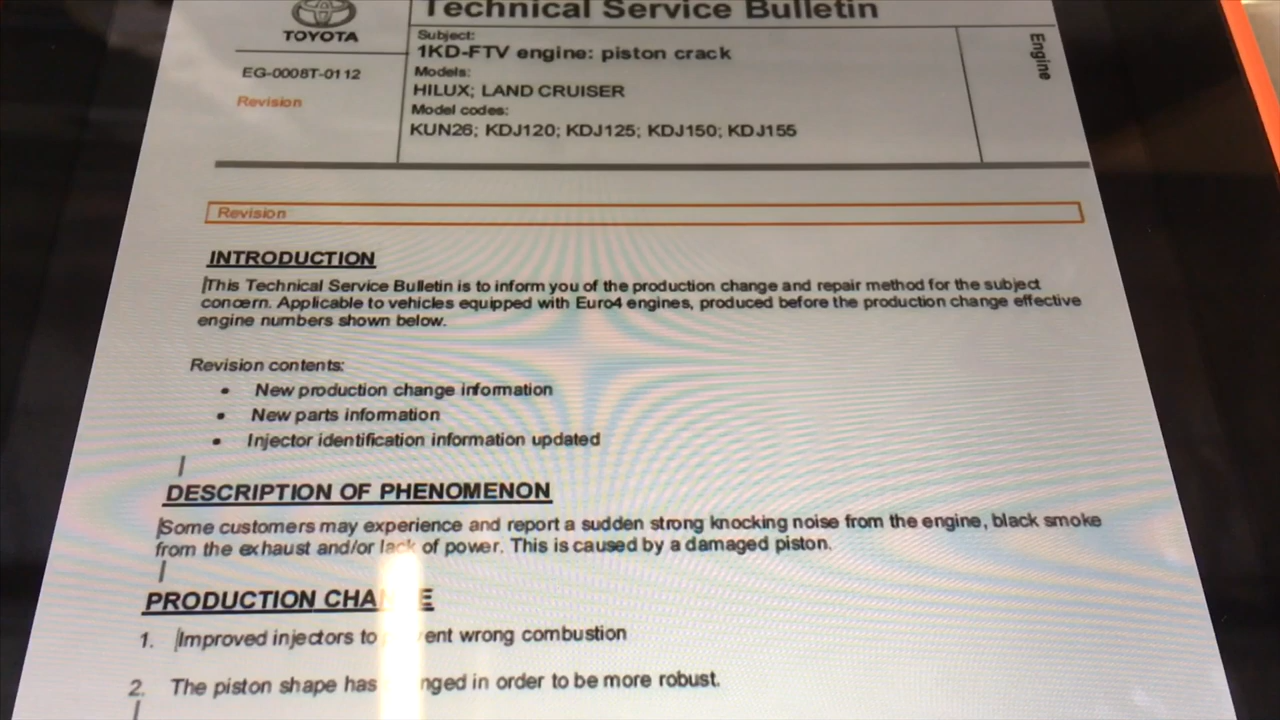 Technical Service Bulletin
TOYOTA
EG-0008T-0112
Revision
Subject:
1KD-FTV engine: piston crack
Models:
HILUX; LAND CRUISER
Model codes:
KUN26; KDJ120; KDJ125; KDJ150; KDJ155
Engine
Revision
INTRODUCTION
This Technical Service Bulletin is to inform you of the production change and repair method for the subject
concern. Applicable to vehicles equipped with Euro4 engines, produced before the production change effective
engine numbers shown below.
Revision contents:
• New production change information
• New parts information
• Injector identification information updated
DESCRIPTION OF PHENOMENON
Some customers may experience and report a sudden strong knocking noise from the engine, black smoke
from the exhaust and/or lack of power. This is caused by a damaged piston.
PRODUCTION CHA E
1. Improved injectors to ent wrong combustion
2. The piston shape has nged in order to be more robust.